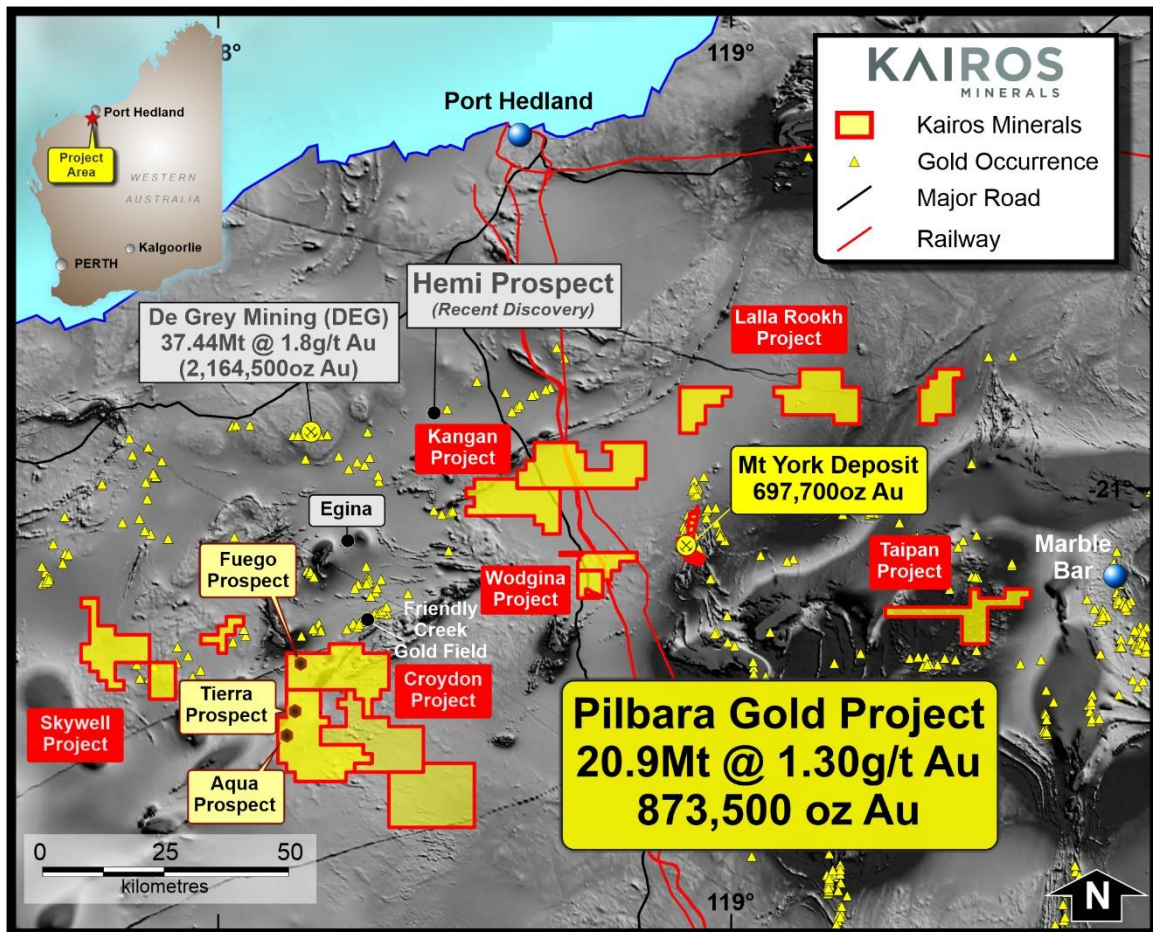 8°
119°
Port Hedland
Project
Area
WESTERN
AUSTRALIA
Kalgoorlie
PERTH
Port Hedland
KAIROS
MINERALS
Kairos Minerals
Gold Occurrence
Major Road
Railway
Hemi Prospect
(Recent Discovery)
De Grey Mining (DEG)
37.44Mt @ 1.8g/t Au
(2,164,500oz Au)
Lalla Rookh
Project
Kangan
Project
Mt York Deposit
697,700oz Au
-21°
Egina
Fuego
Prospect
Wodgina
Project
Taipan
Project
Marble
Bar
Friendly
Creek
Gold Field
Croydon
Project
Tierra
Prospect
Skywell
Project
Aqua
Prospect
Pilbara Gold Project
20.9Mt @ 1.30g/t Au
873,500 oz Au
0 25 50
kilometres
119°
N